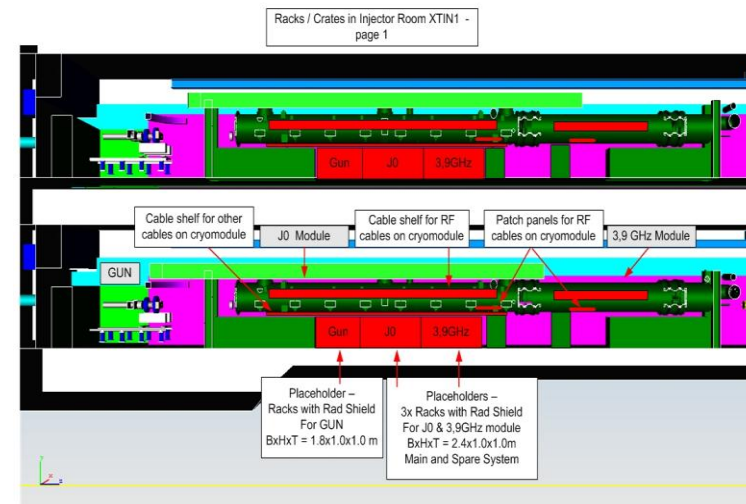 Racks / Crates in Injector Room XTIN1 -
page 1
Gun
J0
3,9GHz
Cable shelf for other
cables on cryomodule
J0 Module
Cable shelf for RF
cables on cryomodule
Patch panels for RF
cables on cryomodule
3,9 GHz Module
GUN
Gun
J0
3,9GHz
Placeholder –
Racks with Rad Shield
For GUN
BxHxT = 1.8x1.0x1.0 m
Placeholders –
3x Racks with Rad Shield
For J0 & 3,9GHz module
BxHxT = 2.4x1.0x1.0m
Main and Spare System